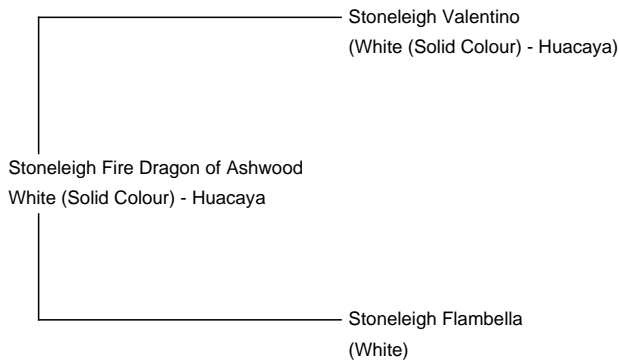 Stoneleigh Valentino
(White (Solid Colour) - Huacaya)
Stoneleigh Fire Dragon of Ashwood
White (Solid Colour) - Huacaya
Stoneleigh Flambella
(White)